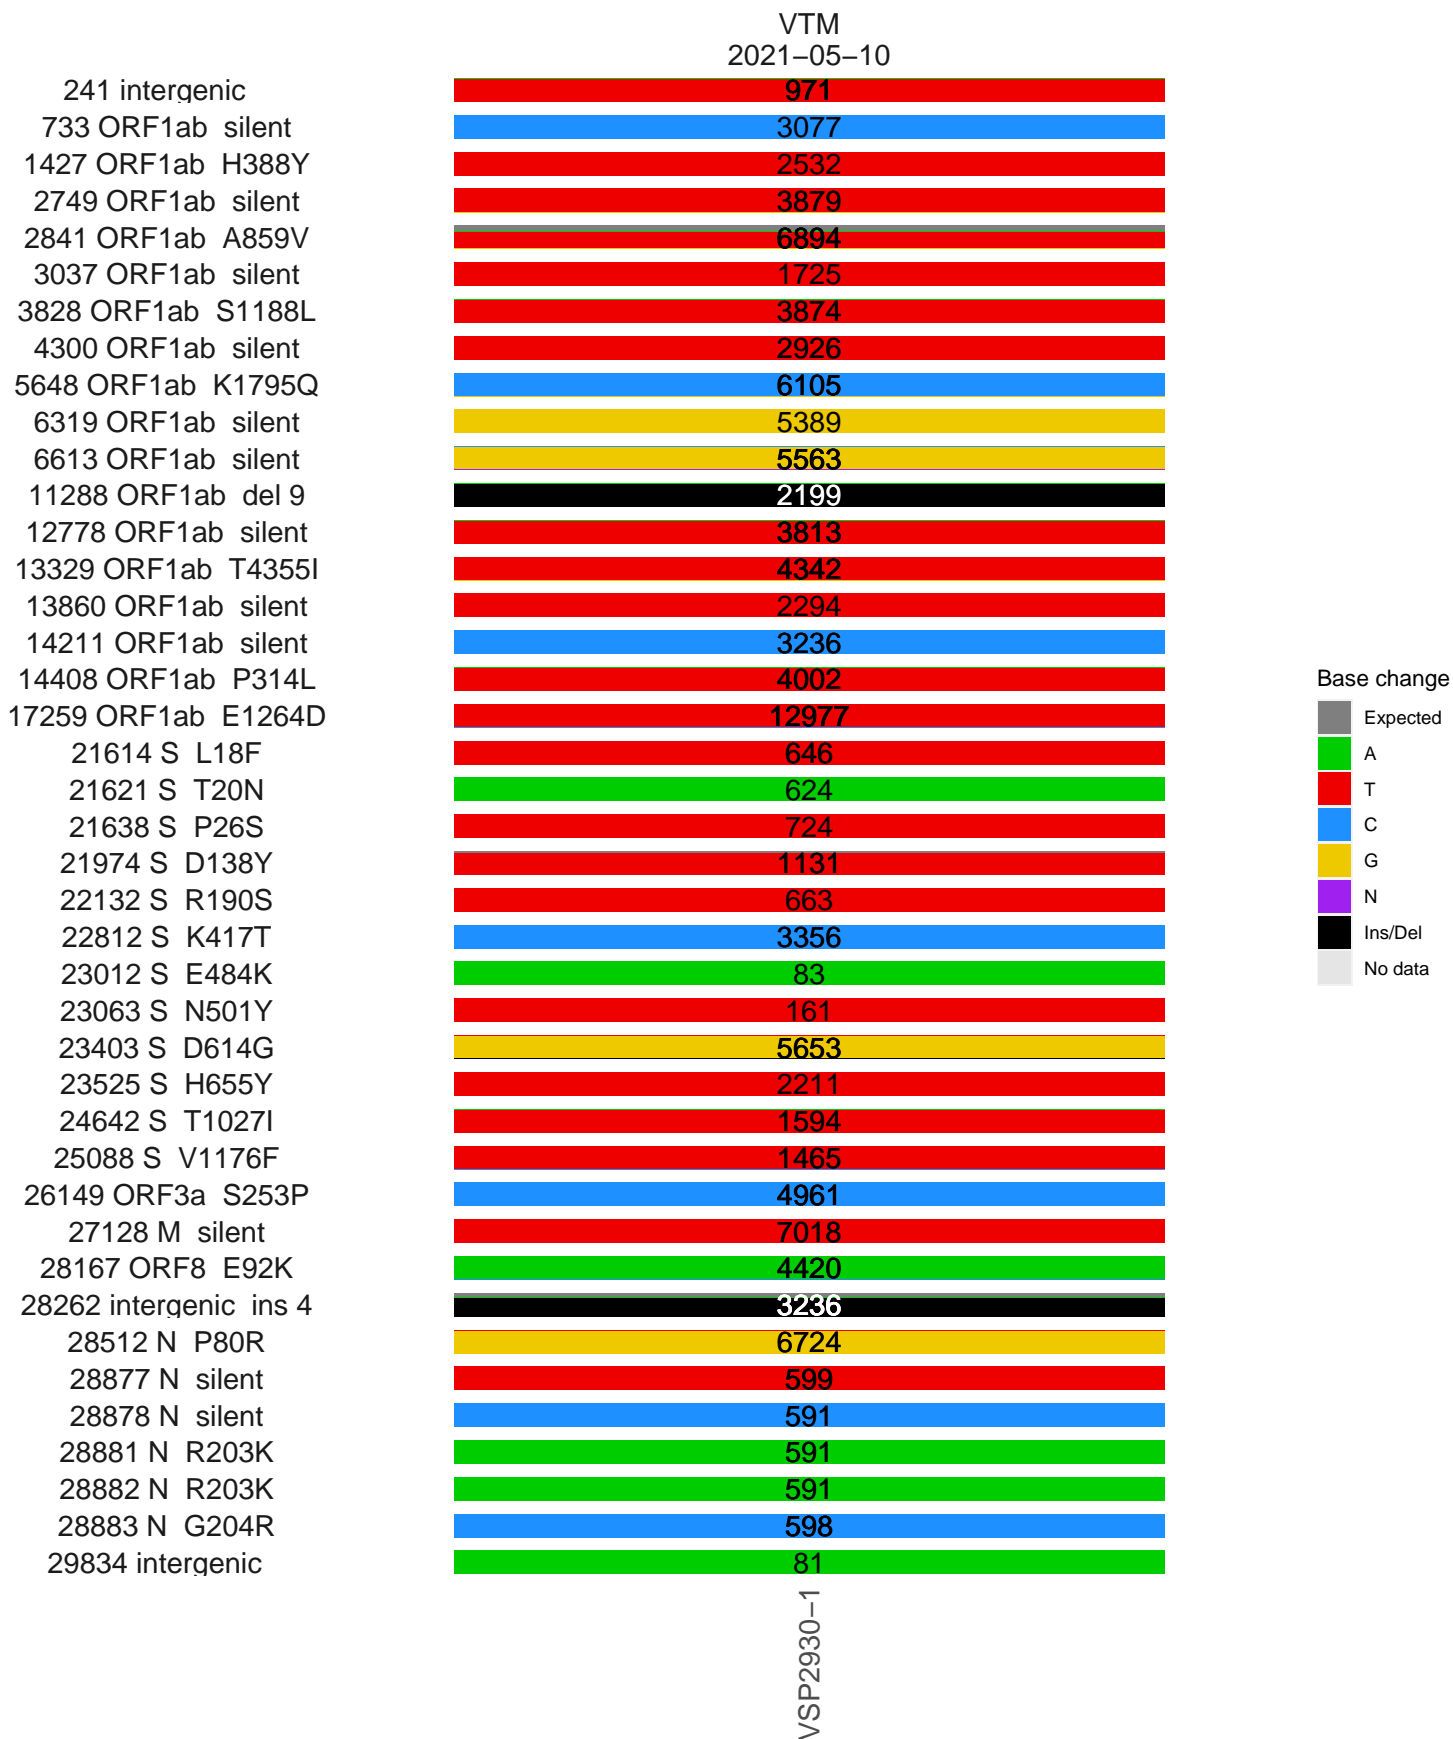 VTM
2021−05−10
241 intergenic 971
733 ORF1ab silent 3077
1427 ORF1ab H388Y 2532
2749 ORF1ab silent 3879
2841 ORF1ab A859V 6894
3037 ORF1ab silent 1725
3828 ORF1ab S1188L 3874
4300 ORF1ab silent 2926
5648 ORF1ab K1795Q 6105
6319 ORF1ab silent 5389
6613 ORF1ab silent 5563
11288 ORF1ab del 9 2199
12778 ORF1ab silent 3813
13329 ORF1ab T4355I 4342
13860 ORF1ab silent 2294
14211 ORF1ab silent 3236
14408 ORF1ab P314L 4002
17259 ORF1ab E1264D 12977
21614 S L18F 646
21621 S T20N 624
21638 S P26S 724
21974 S D138Y 1131
22132 S R190S 663
22812 S K417T 3356
23012 S E484K 83
23063 S N501Y 161
23403 S D614G 5653
23525 S H655Y 2211
24642 S T1027I 1594
25088 S V1176F 1465
26149 ORF3a S253P 4961
27128 M silent 7018
28167 ORF8 E92K 4420
28262 intergenic ins 4 3236
28512 N P80R 6724
28877 N silent 599
28878 N silent 591
28881 N R203K 591
28882 N R203K 591
28883 N G204R 598
29834 intergenic 81
VSP2930−1
Base change
Expected
A
T
C
G
N
Ins/Del
No data